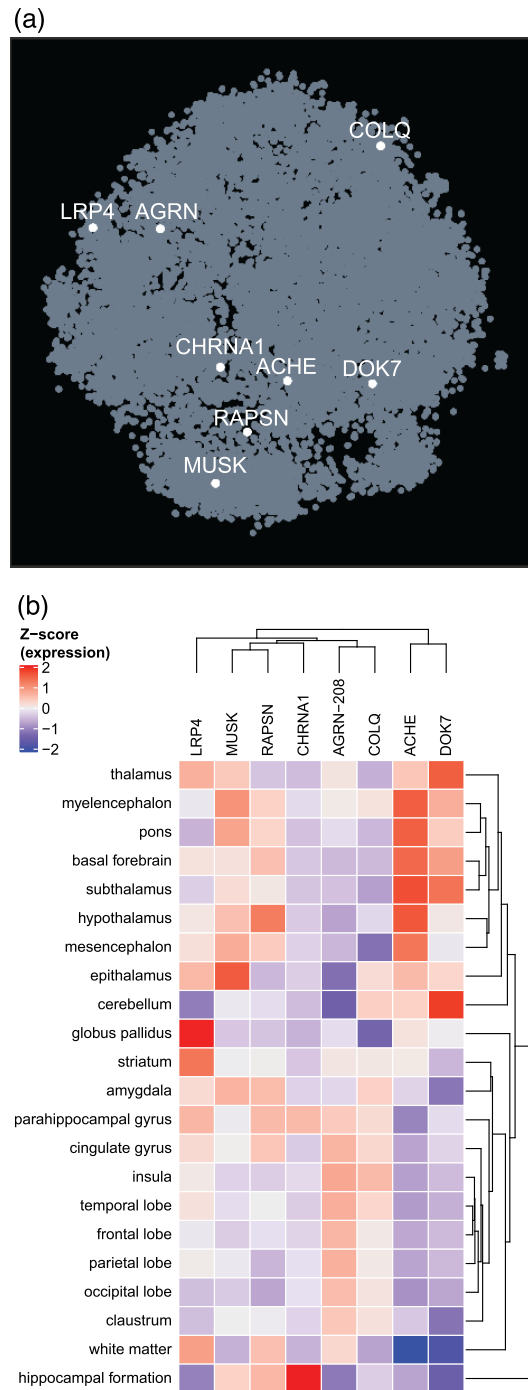 (a)
COLQ
LRP4 AGRN
CHRNA1
ACHE
DOK7
RAPSN
MUSK
(b)
Z−score
(expression)
2
1
0
−1
−2
LRP4
MUSK
RAPSN
CHRNA1
AGRN−208
COLQ
ACHE
DOK7
thalamus
myelencephalon
pons
basal forebrain
subthalamus
hypothalamus
mesencephalon
epithalamus
cerebellum
globus pallidus
striatum
amygdala
parahippocampal gyrus
cingulate gyrus
insula
temporal lobe
frontal lobe
parietal lobe
occipital lobe
claustrum
white matter
hippocampal formation